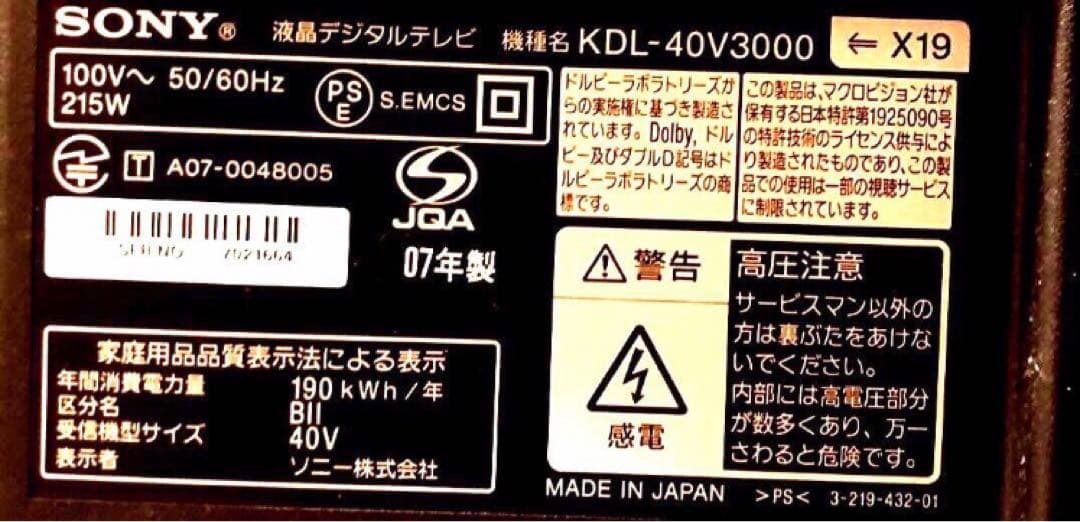 SONY® 液晶デジタルテレビ 機種名 KDL-40V3000 ⇐ X19
100V〜 50/60Hz
215W
PSE S.EMCS
T A07-0048005
JQA
07年製
SER.NO 7021664
ドルビーラボラトリーズか
らの実施権に基づき製造さ
れています。Dolby、ドル
ビー及びダブルD記号はド
ルビーラボラトリーズの商
標です。
この製品は、マクロビジョン社が
保有する日本特許第1925090号
の特許技術のライセンス供与によ
り製造されたものであり、この製
品での使用は一部の視聴サービス
に制限されています。
警告
感電
高圧注意
サービスマン以外の
方は裏ぶたをあけな
いでください。
内部には高電圧部分
が数多くあり、万一
さわると危険です。
家庭用品品質表示法による表示
年間消費電力量 190kWh/年
区分名 BII
受信機型サイズ 40V
表示者 ソニー株式会社
MADE IN JAPAN >PS< 3-219-432-01